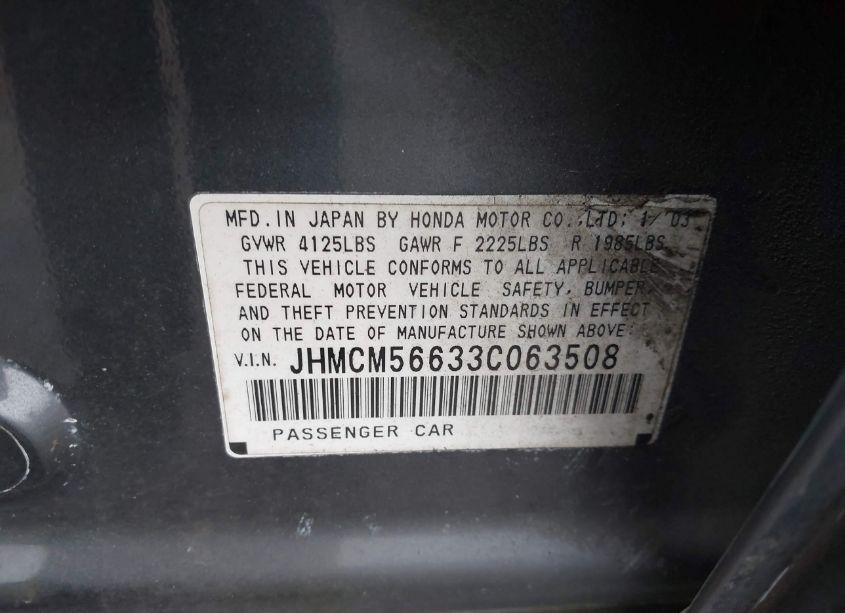 MFD. IN JAPAN BY HONDA MOTOR CO., LTD; 1/ 03
GVWR 4125LBS GAWR F 2225LBS R 1985LBS
THIS VEHICLE CONFORMS TO ALL APPLICABLE
FEDERAL MOTOR VEHICLE SAFETY, BUMPER,
AND THEFT PREVENTION STANDARDS IN EFFECT
ON THE DATE OF MANUFACTURE SHOWN ABOVE:
V.I.N. JHMCM56633C063508
PASSENGER CAR